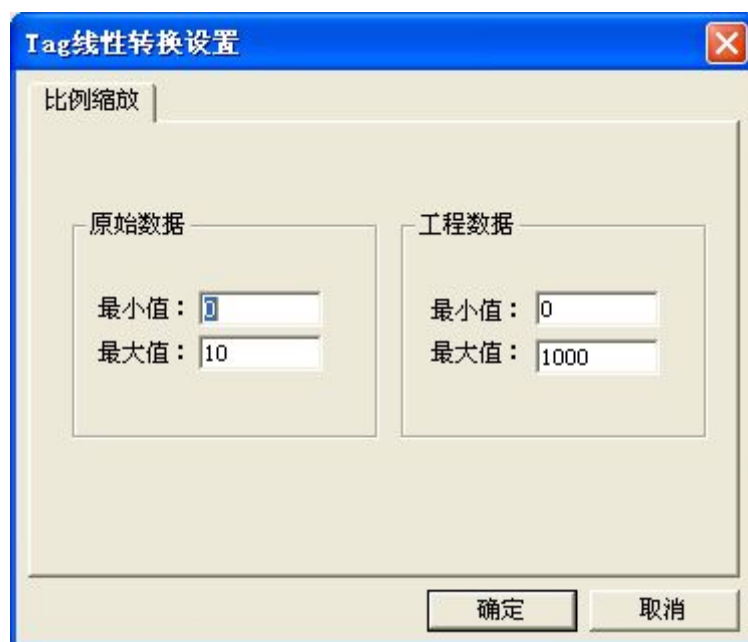 Tag线性转换设置
比例缩放
原始数据
最小值：0
最大值：10
工程数据
最小值：0
最大值：1000
确定
取消